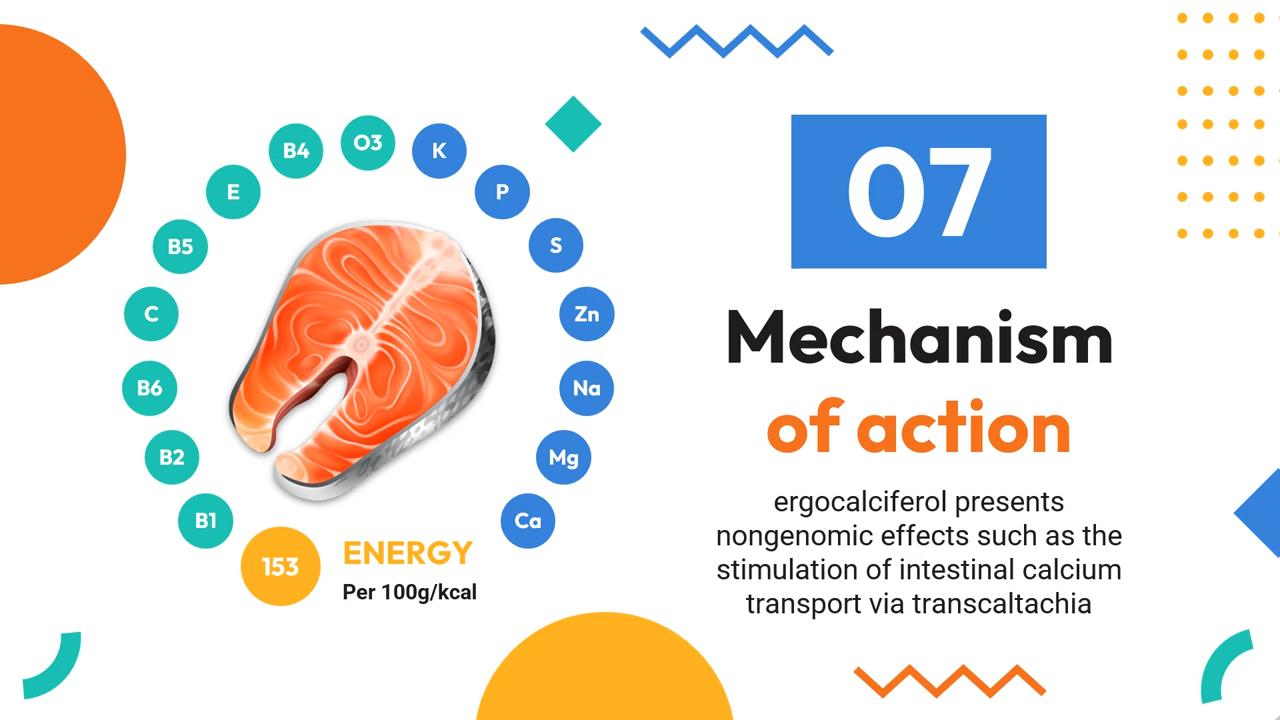 O3
B4
K
E
P
B5
S
C
Zn
B6
Na
B2
Mg
B1
Ca
153
ENERGY
Per 100g/kcal
07
Mechanism
of action
ergocalciferol presents
nongenomic effects such as the
stimulation of intestinal calcium
transport via transcaltachia